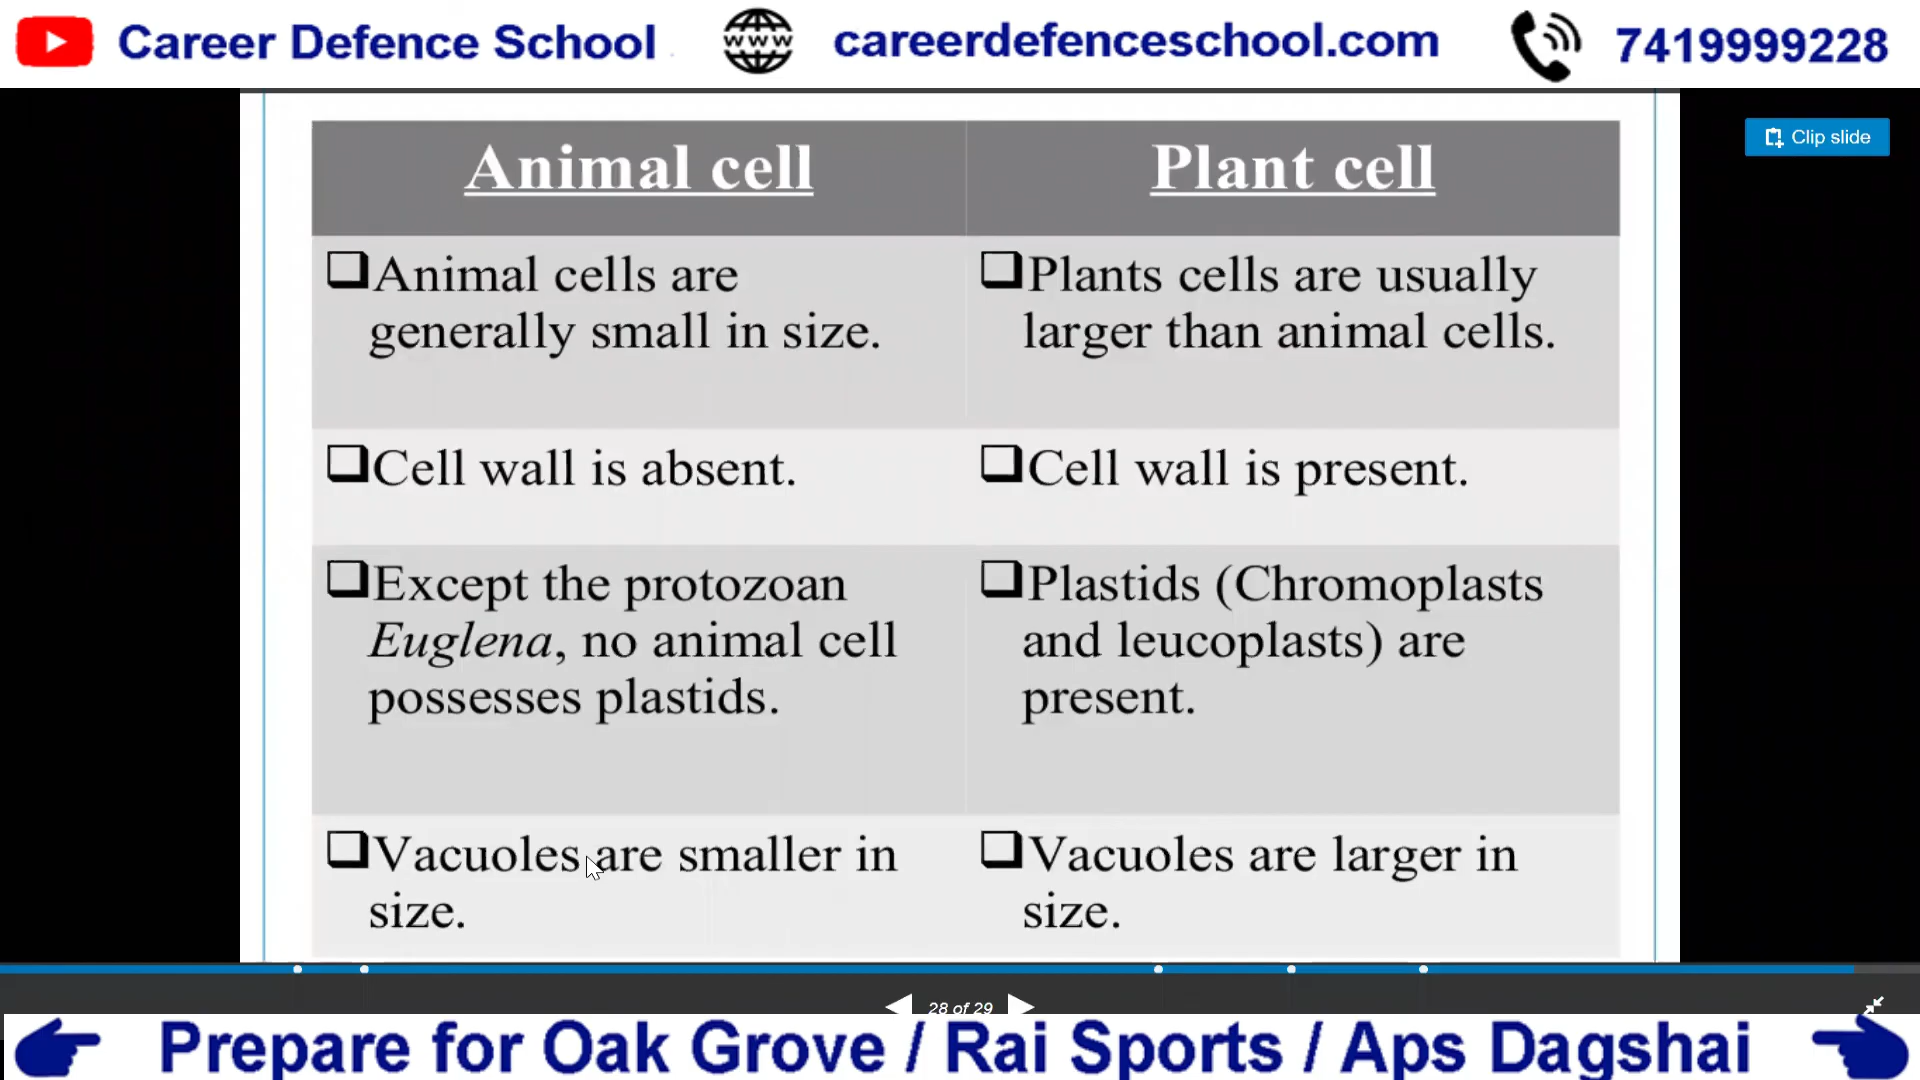 Career Defence School
www
careerdefenceschool.com
7419999228
Clip slide
Animal cell
Plant cell
Animal cells are
generally small in size.
Plants cells are usually
larger than animal cells.
Cell wall is absent.
Cell wall is present.
Except the protozoan
Euglena, no animal cell
possesses plastids.
Plastids (Chromoplasts
and leucoplasts) are
present.
Vacuoles are smaller in
size.
Vacuoles are larger in
size.
28 of 29
Prepare for Oak Grove / Rai Sports / Aps Dagshai